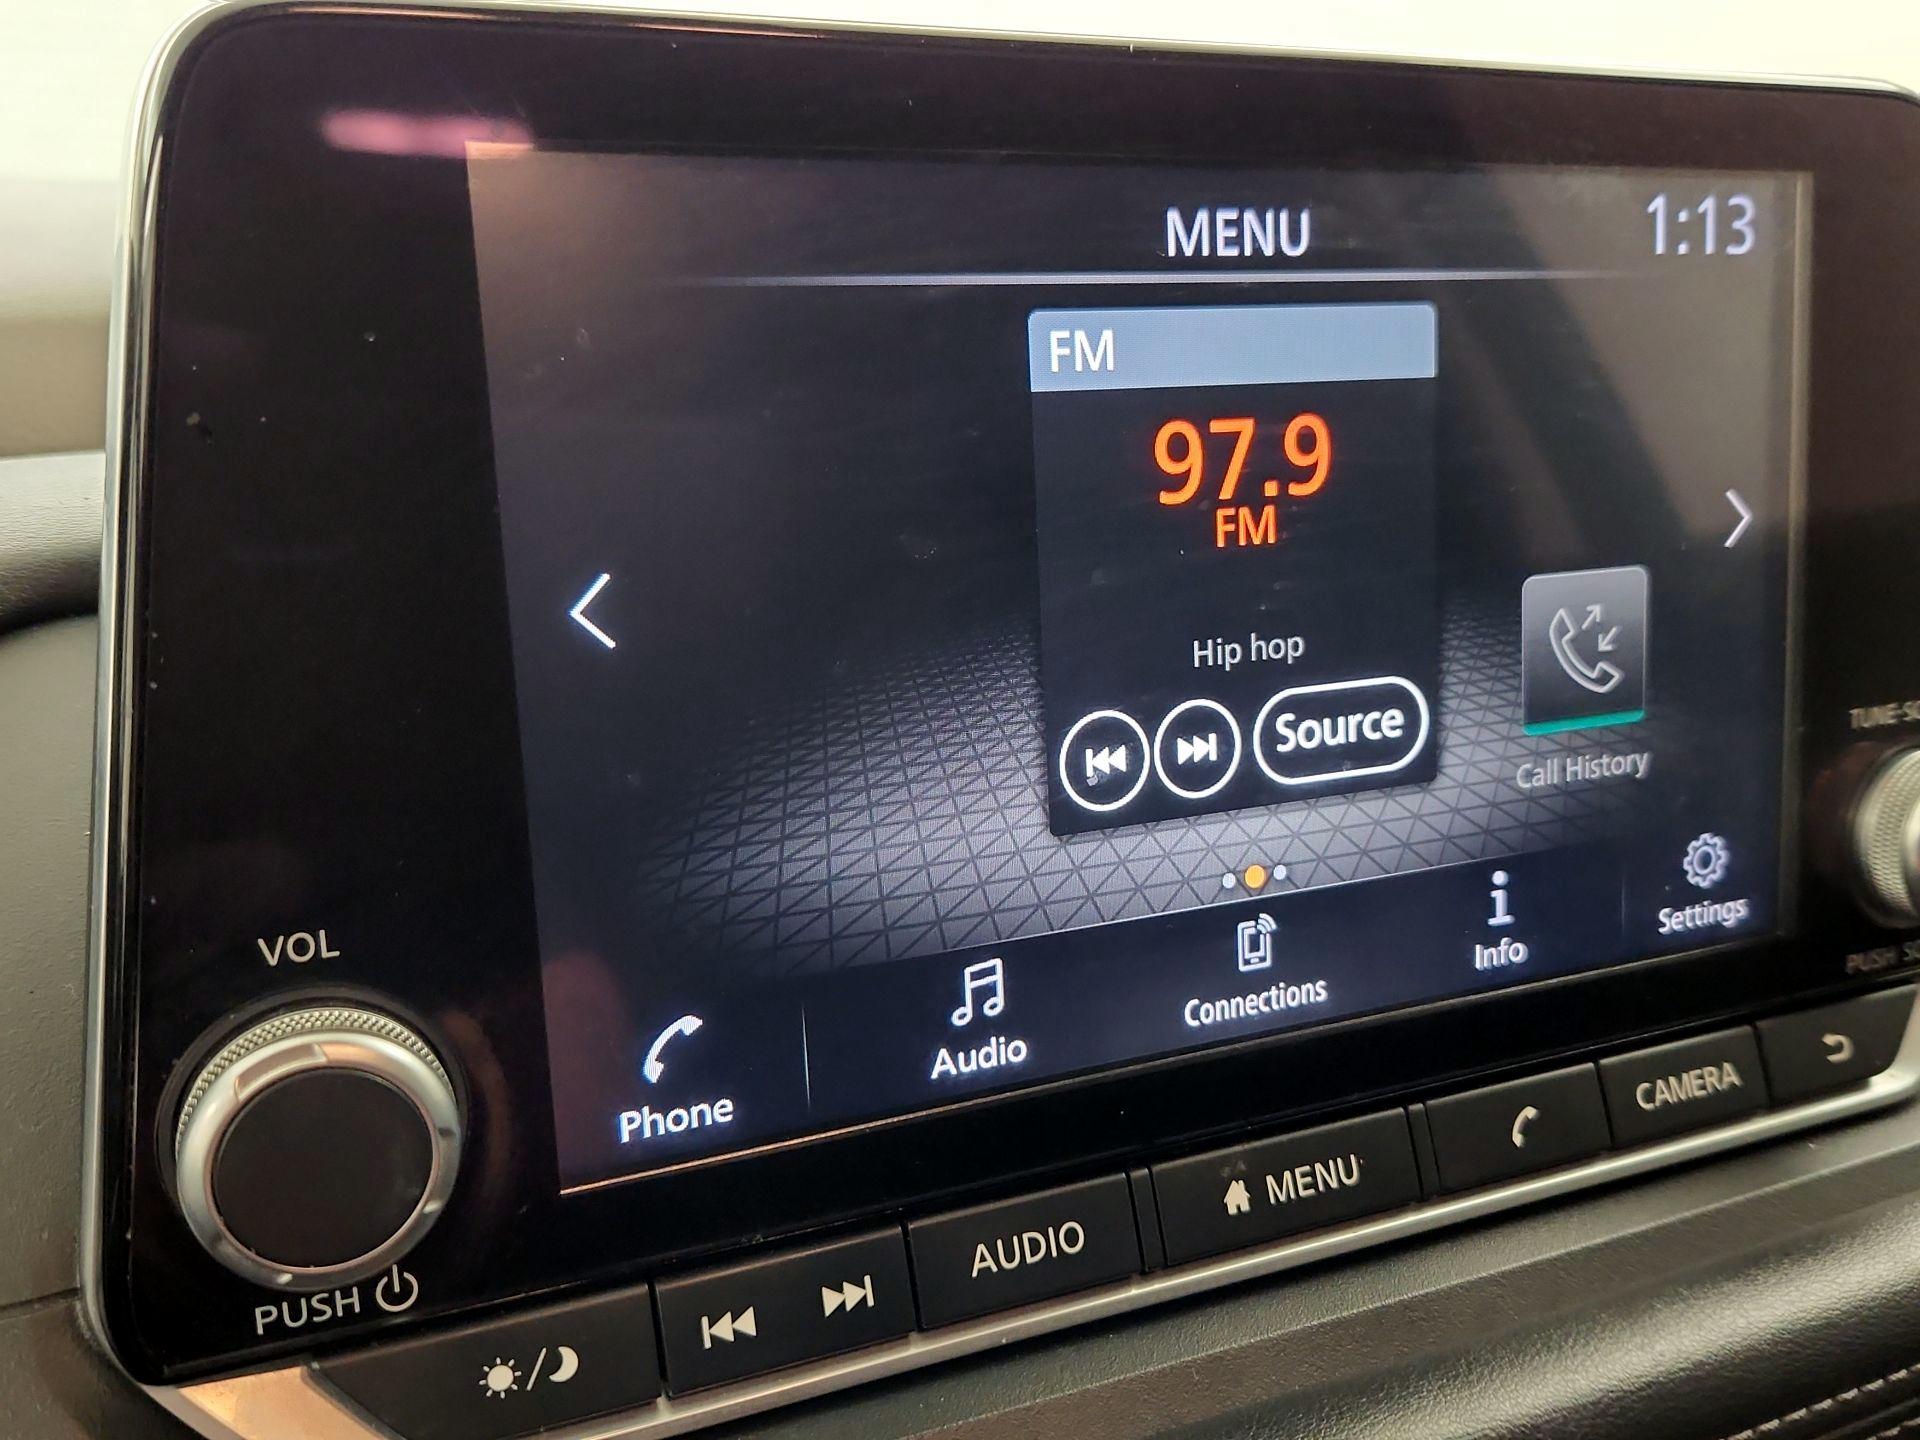 MENU
1:13
FM
97.9
FM
Hip hop
Source
Call History
Phone
Audio
Connections
Info
Settings
VOL
PUSH
AUDIO
MENU
CAMERA
PUSH